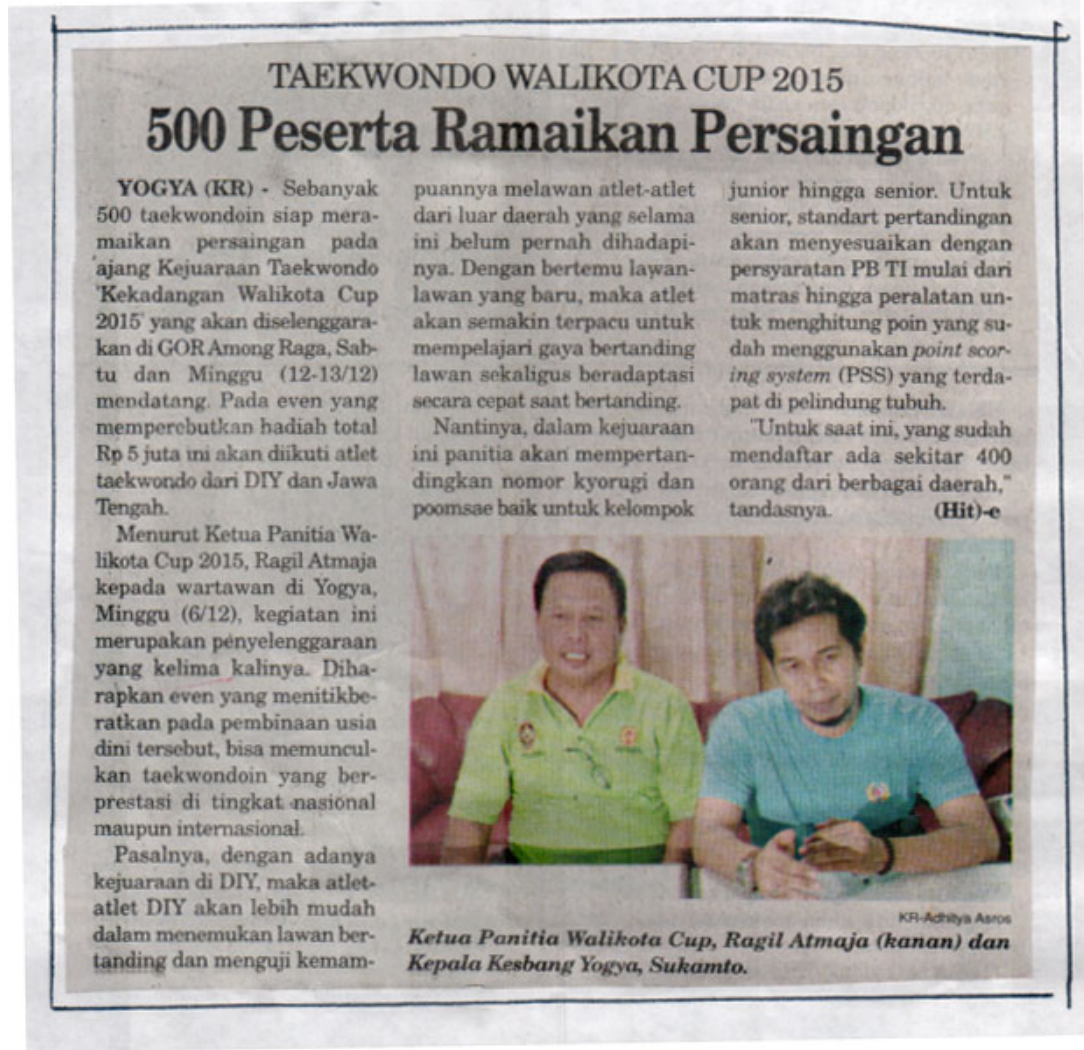 TAEKWONDO WALIKOTA CUP 2015
500 Peserta Ramaikan Persaingan
YOGYA (KR) - Sebanyak
500 taekwondoin siap mera-
maikan persaingan pada
ajang Kejuaraan Taekwondo
'Kekadangan Walikota Cup
2015' yang akan diselenggara-
kan di GOR Among Raga, Sab-
tu dan Minggu (12-13/12)
mendatang. Pada even yang
memperebutkan hadiah total
Rp 5 juta ini akan diikuti atlet
taekwondo dari DIY dan Jawa
Tengah.
Menurut Ketua Panitia Wa-
likota Cup 2015, Ragil Atmaja
kepada wartawan di Yogya,
Minggu (6/12), kegiatan ini
merupakan penyelenggaraan
yang kelima kalinya. Diha-
rapkan even yang menitikbe-
ratkan pada pembinaan usia
dini tersebut, bisa memuncul-
kan taekwondoin yang ber-
prestasi di tingkat nasional
maupun internasional.
Pasalnya, dengan adanya
kejuaraan di DIY, maka atlet-
atlet DIY akan lebih mudah
dalam menemukan lawan ber-
tanding dan menguji kemam-
puannya melawan atlet-atlet
dari luar daerah yang selama
ini belum pernah dihadapi-
nya. Dengan bertemu lawan-
lawan yang baru, maka atlet
akan semakin terpacu untuk
mempelajari gaya bertanding
lawan sekaligus beradaptasi
secara cepat saat bertanding.
Nantinya, dalam kejuaraan
ini panitia akan mempertan-
dingkan nomor kyorugi dan
poomsae baik untuk kelompok
junior hingga senior. Untuk
senior, standart pertandingan
akan menyesuaikan dengan
persyaratan PB TI mulai dari
matras hingga peralatan un-
tuk menghitung poin yang su-
dah menggunakan point scor-
ing system (PSS) yang terda-
pat di pelindung tubuh.
"Untuk saat ini, yang sudah
mendaftar ada sekitar 400
orang dari berbagai daerah,"
tandasnya. (Hit)-e
KR-Adhitya Asros
Ketua Panitia Walikota Cup, Ragil Atmaja (kanan) dan
Kepala Kesbang Yogya, Sukamto.